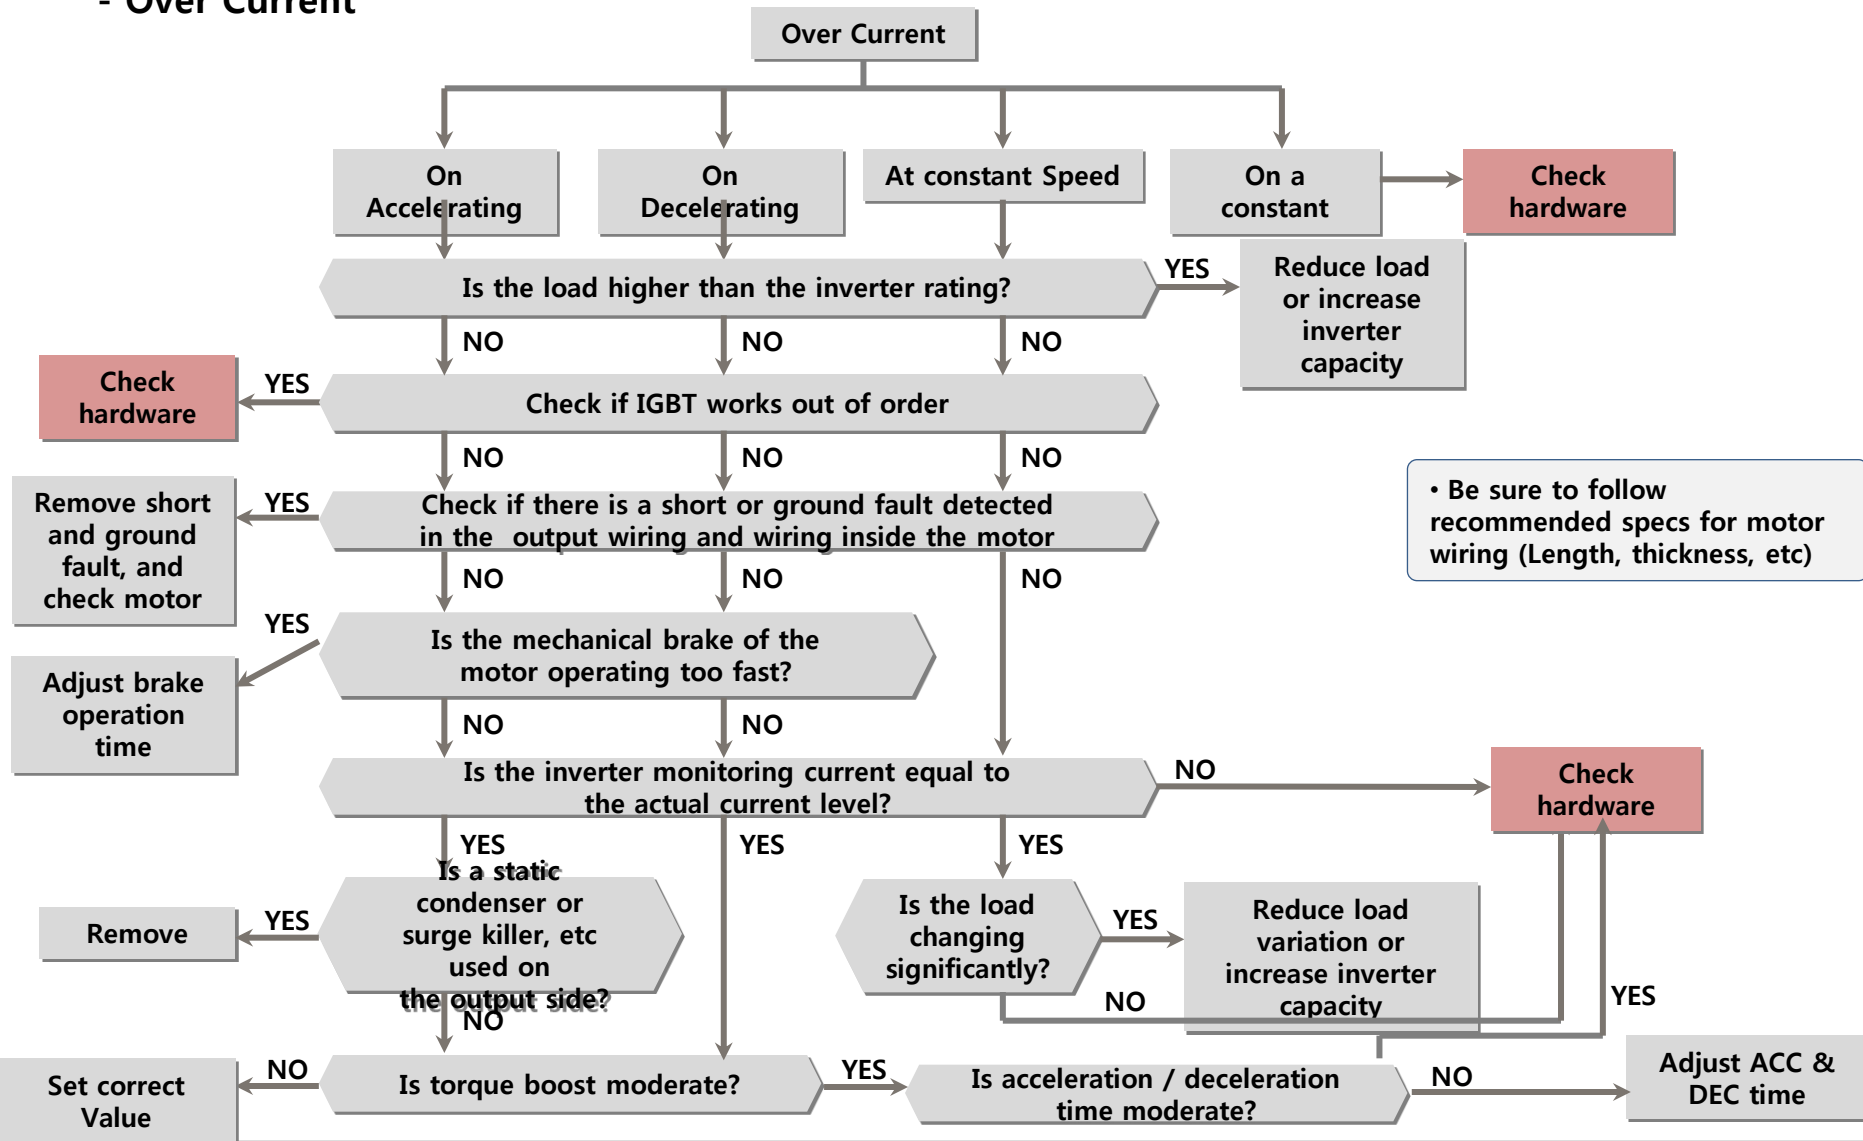 - Over Current
Over Current
On
Accelerating
On
Decelerating
At constant Speed
On a
constant
Check
hardware
Is the load higher than the inverter rating?
YES
Reduce load
or increase
inverter
capacity
NO
NO
NO
Check
hardware
YES
Check if IGBT works out of order
NO
NO
NO
Remove short
and ground
fault, and
check motor
YES
Check if there is a short or ground fault detected
in the output wiring and wiring inside the motor
• Be sure to follow
recommended specs for motor
wiring (Length, thickness, etc)
NO
NO
NO
YES
Is the mechanical brake of the
motor operating too fast?
Adjust brake
operation
time
NO
NO
Is the inverter monitoring current equal to
the actual current level?
NO
Check
hardware
YES
YES
YES
Is a static
condenser or
surge killer, etc
used on
the output side?
YES
Remove
Is the load
changing
significantly?
YES
Reduce load
variation or
increase inverter
capacity
NO
YES
NO
Is torque boost moderate?
NO
Set correct
Value
YES
Is acceleration / deceleration
time moderate?
NO
Adjust ACC &
DEC time